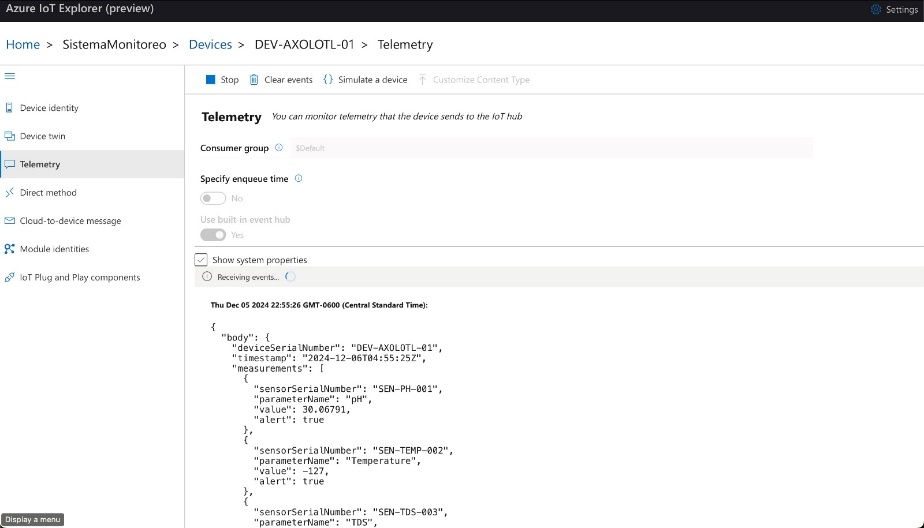 Azure IoT Explorer (preview)
Settings
Home > SistemaMonitoreo > Devices > DEV-AXOLOTL-01 > Telemetry
Stop Clear events Simulate a device Customize Content Type
Device identity
Device twin
Telemetry
Direct method
Cloud-to-device message
Module identities
IoT Plug and Play components
Telemetry You can monitor telemetry that the device sends to the IoT hub
Consumer group $Default
Specify enqueue time
No
Use built-in event hub
Yes
Show system properties
Receiving events...
Thu Dec 05 2024 22:55:26 GMT-0600 (Central Standard Time):
{
"body": {
"deviceSerialNumber": "DEV-AXOLOTL-01",
"timestamp": "2024-12-06T04:55:25Z",
"measurements": [
{
"sensorSerialNumber": "SEN-PH-001",
"parameterName": "pH",
"value": 30.06791,
"alert": true
},
{
"sensorSerialNumber": "SEN-TEMP-002",
"parameterName": "Temperature",
"value": -127,
"alert": true
},
{
"sensorSerialNumber": "SEN-TDS-003",
"parameterName": "TDS",
Display a menu